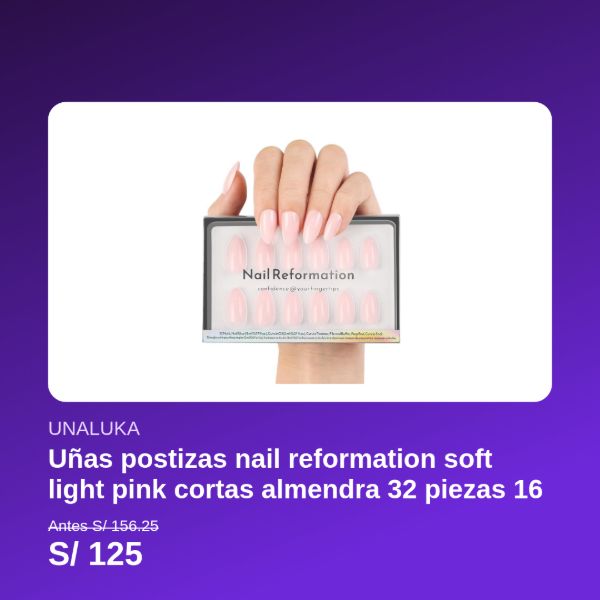 Nail Reformation
confidence @ your fingertips
UNALUKA
Uñas postizas nail reformation soft
light pink cortas almendra 32 piezas 16
Antes S/ 156.25
S/ 125